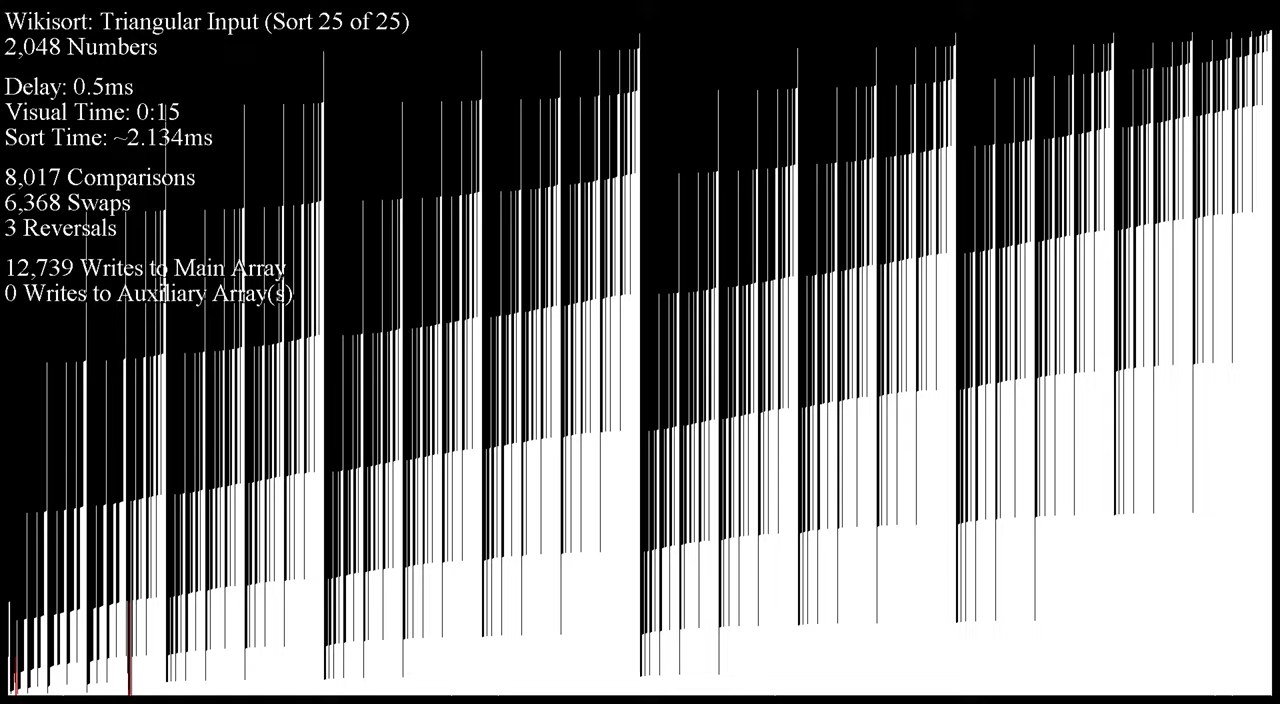 Wikisort: Triangular Input (Sort 25 of 25)
2,048 Numbers
Delay: 0.5ms
Visual Time: 0:15
Sort Time: ~2.134ms
8,017 Comparisons
6,368 Swaps
3 Reversals
12,739 Writes to Main Array
0 Writes to Auxiliary Array(s)